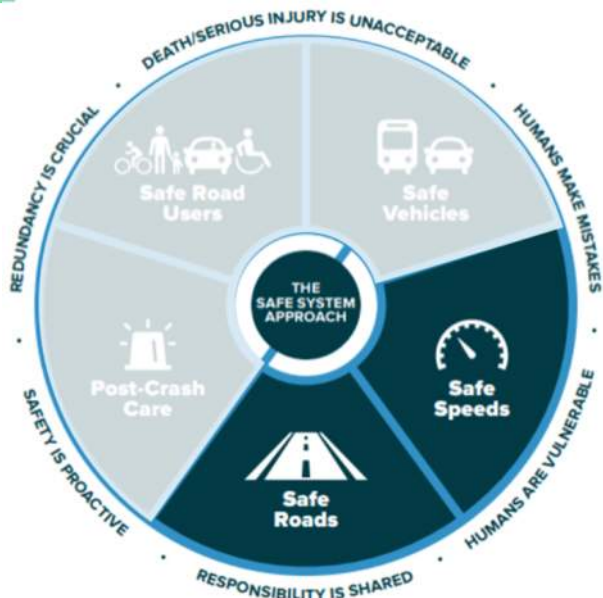 DEATH/SERIOUS INJURY IS UNACCEPTABLE
HUMANS MAKE MISTAKES
HUMANS ARE VULNERABLE
RESPONSIBILITY IS SHARED
SAFETY IS PROACTIVE
REDUNDANCY IS CRUCIAL
Safe Road
Users
Safe
Vehicles
THE
SAFE SYSTEM
APPROACH
Safe
Speeds
Post-Crash
Care
Safe
Roads